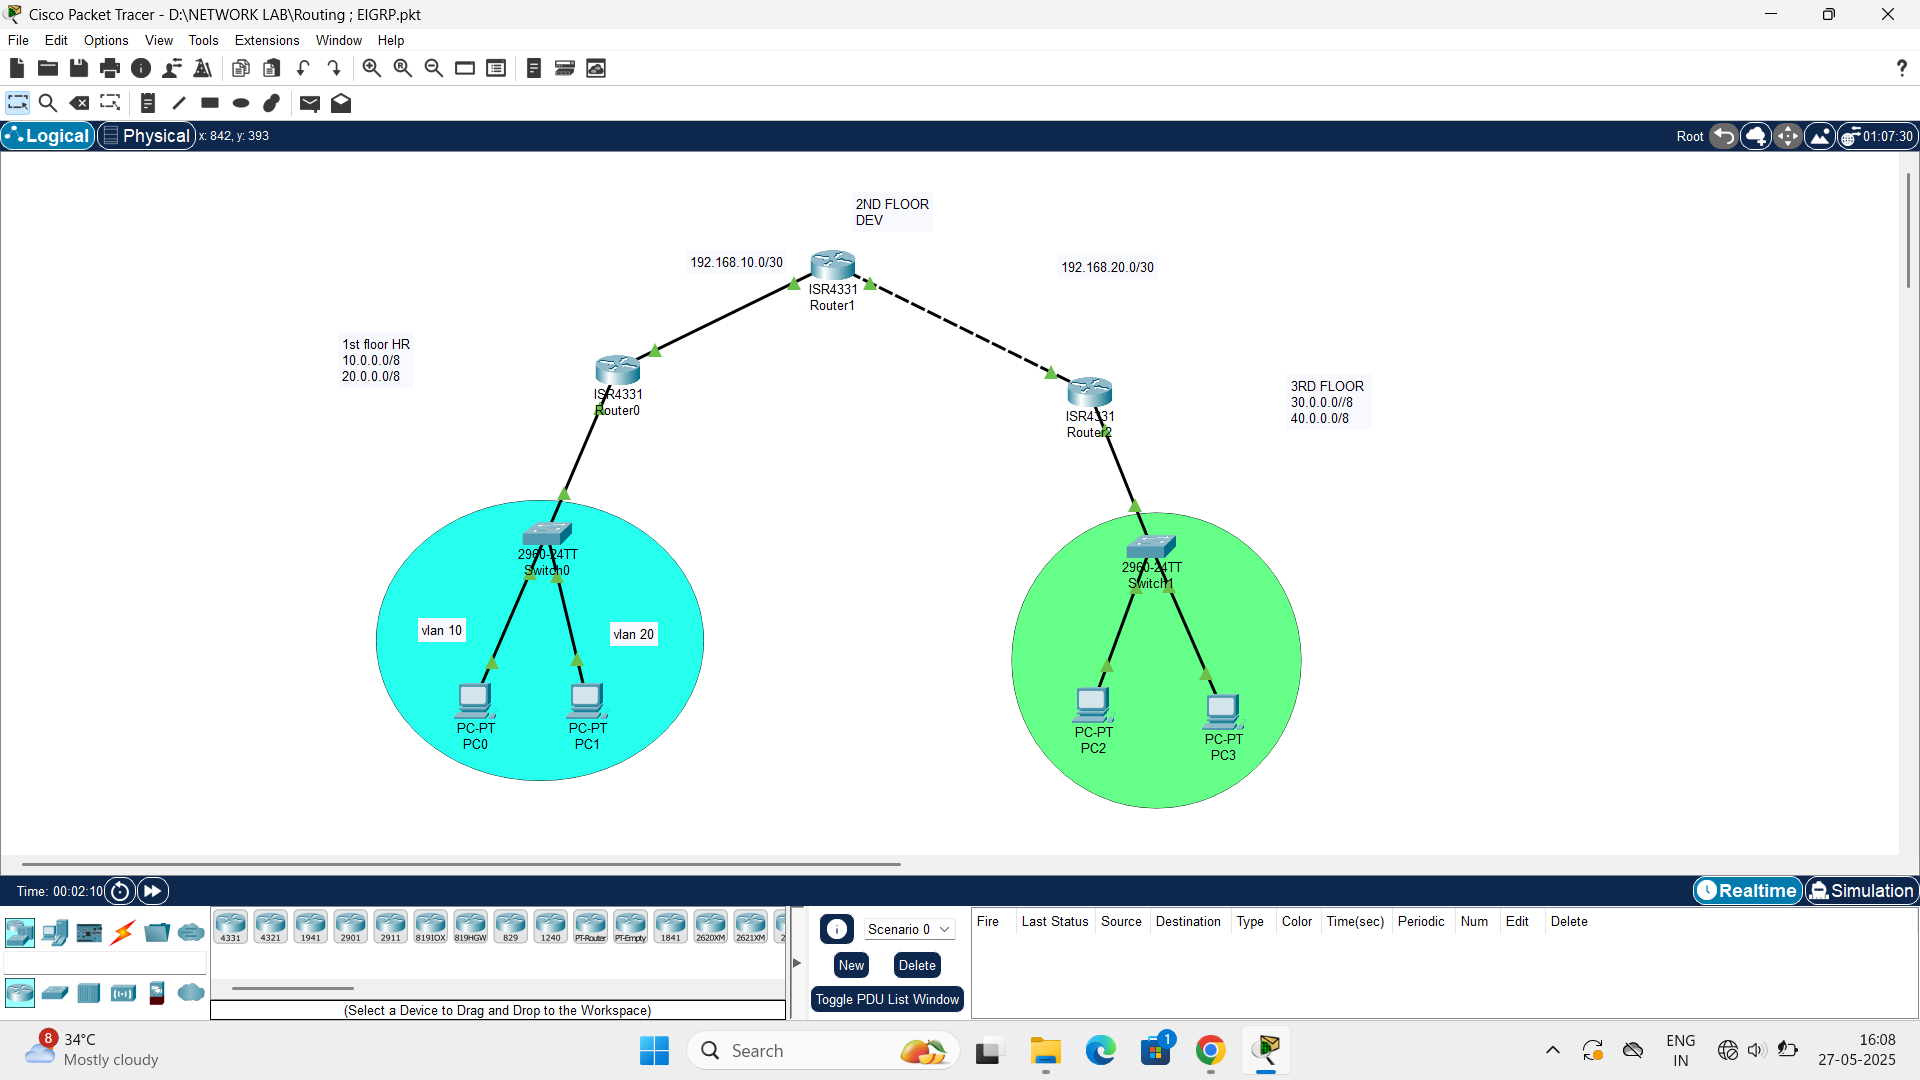 Cisco Packet Tracer - D:\NETWORK LAB\Routing ; EIGRP.pkt
File Edit Options View Tools Extensions Window Help
?
Logical Physical x: 842, y: 393 Root 01:07:30
2ND FLOOR
DEV
192.168.10.0/30
192.168.20.0/30
ISR4331
Router1
1st floor HR
10.0.0.0/8
20.0.0.0/8
ISR4331
Router0
ISR4331
Router2
3RD FLOOR
30.0.0.0//8
40.0.0.0/8
2960-24TT
Switch0
2960-24TT
Switch1
vlan 10
vlan 20
PC-PT
PC0
PC-PT
PC1
PC-PT
PC2
PC-PT
PC3
Time: 00:02:10 Realtime Simulation
4331 4321 1941 2901 2911 819IOX 819HGW 829 1240 PT-Router PT-Empty 1841 2620XM 2621XM 2
(Select a Device to Drag and Drop to the Workspace)
Scenario 0
New Delete
Toggle PDU List Window
Fire Last Status Source Destination Type Color Time(sec) Periodic Num Edit Delete
8
34°C
Mostly cloudy
Search
1
ENG
IN
16:08
27-05-2025